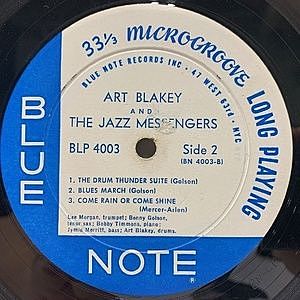 33⅓ MICROGROOVE LONG PLAYING
BLUE NOTE RECORDS INC • 47 WEST 63rd • NYC
ART BLAKEY
AND
THE JAZZ MESSENGERS
BLP 4003 Side 2
(BN 4003-B)
1. THE DRUM THUNDER SUITE (Golson)
2. BLUES MARCH (Golson)
3. COME RAIN OR COME SHINE
(Mercer-Arlen)
Lee Morgan, trumpet; Benny Golson,
tenor sax; Bobby Timmons, piano;
Jymie Merritt, bass; Art Blakey, drums.
BLUE
NOTE
R